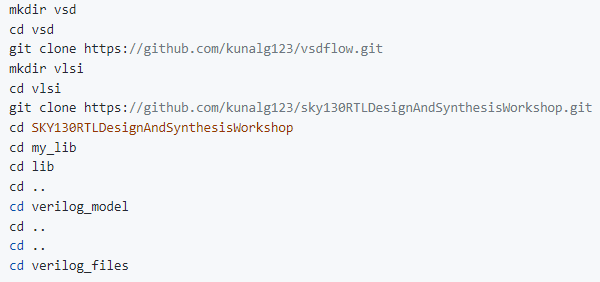 mkdir vsd
cd vsd
git clone https://github.com/kunalg123/vsdflow.git
mkdir vlsi
cd vlsi
git clone https://github.com/kunalg123/sky130RTLDesignAndSynthesisWorkshop.git
cd SKY130RTLDesignAndSynthesisWorkshop
cd my_lib
cd lib
cd ..
cd verilog_model
cd ..
cd ..
cd verilog_files